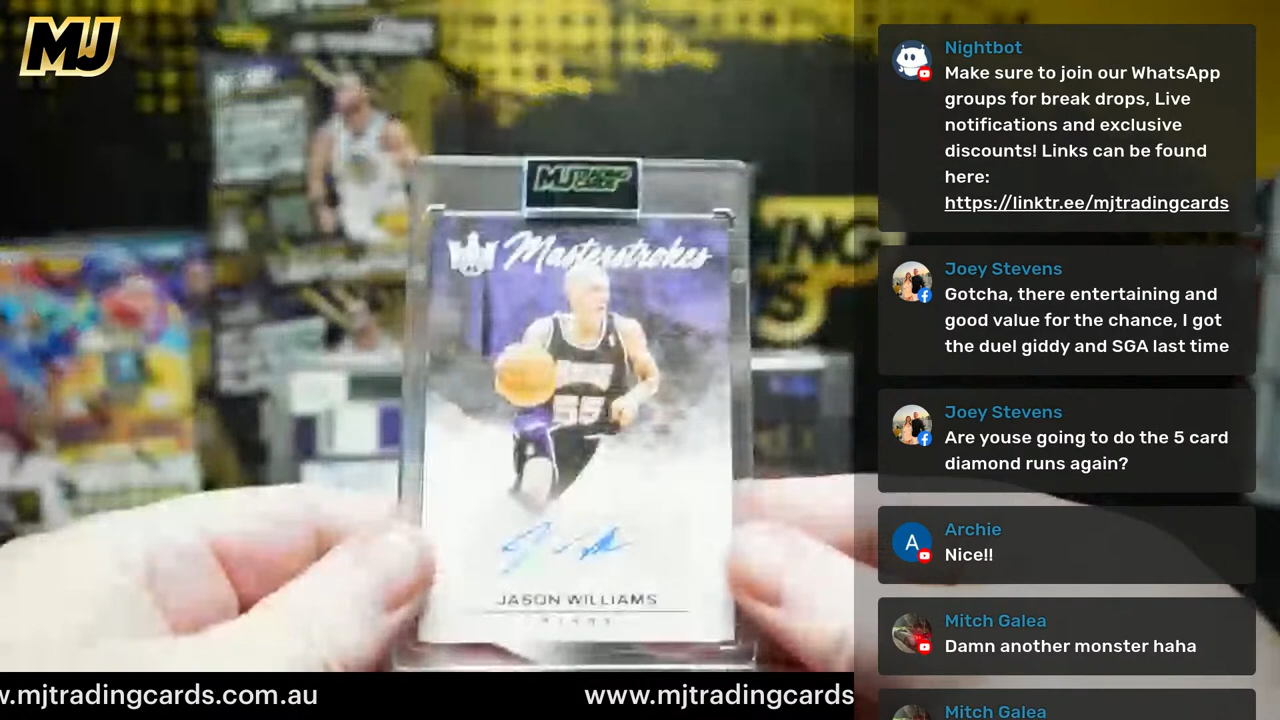 MJ
MJ TRADING CARDS
Masterstrokes
55
JASON WILLIAMS
KINGS
w.mjtradingcards.com.au
www.mjtradingcards
Nightbot
Make sure to join our WhatsApp
groups for break drops, Live
notifications and exclusive
discounts! Links can be found
here:
https://linktr.ee/mjtradingcards
Joey Stevens
Gotcha, there entertaining and
good value for the chance, I got
the duel giddy and SGA last time
Joey Stevens
Are youse going to do the 5 card
diamond runs again?
A
Archie
Nice!!
Mitch Galea
Damn another monster haha
Mitch Galea